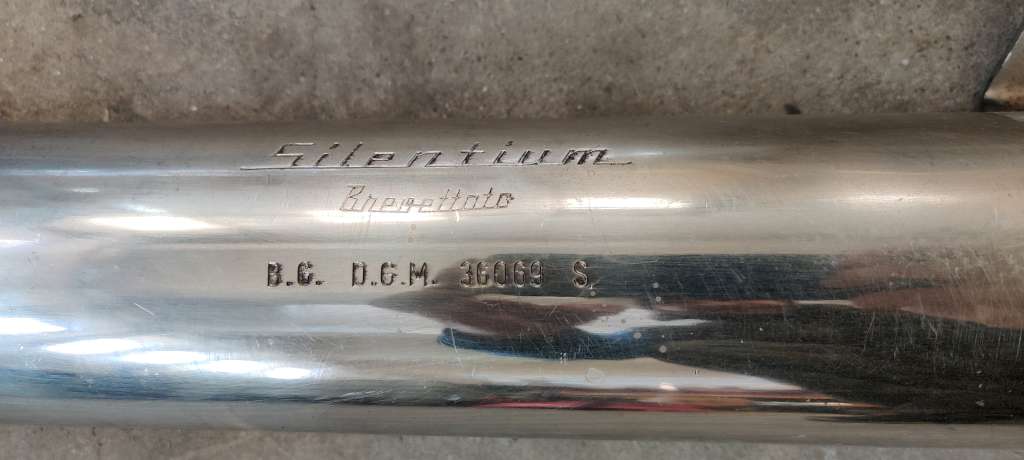 Silentium
Brevettato
B.G. D.G.M. 36069 S